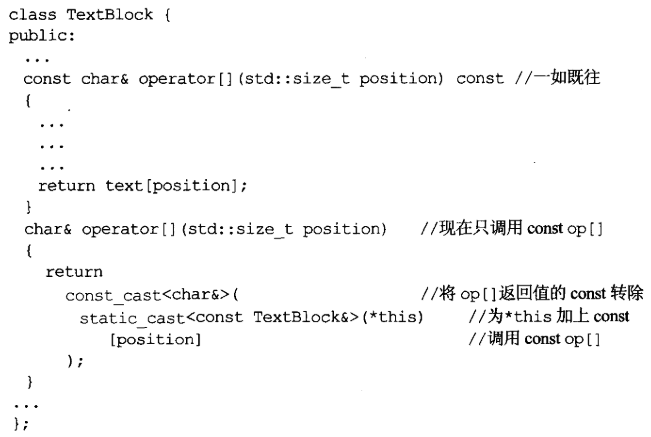 class TextBlock {
public:
...
const char& operator[](std::size_t position) const //一如既往
{
...
...
...
return text[position];
}
char& operator[](std::size_t position) //现在只调用 const op[]
{
return
const_cast<char&>( //将 op[]返回值的 const 转除
static_cast<const TextBlock&>(*this) //为*this 加上 const
[position] //调用 const op[]
);
}
...
};